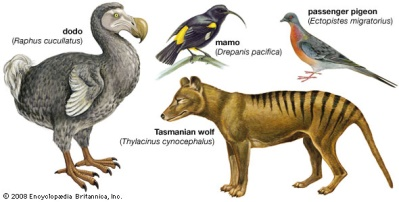 dodo
(Raphus cucullatus)
mamo
(Drepanis pacifica)
passenger pigeon
(Ectopistes migratorius)
Tasmanian wolf
(Thylacinus cynocephalus)
© 2008 Encyclopædia Britannica, Inc.